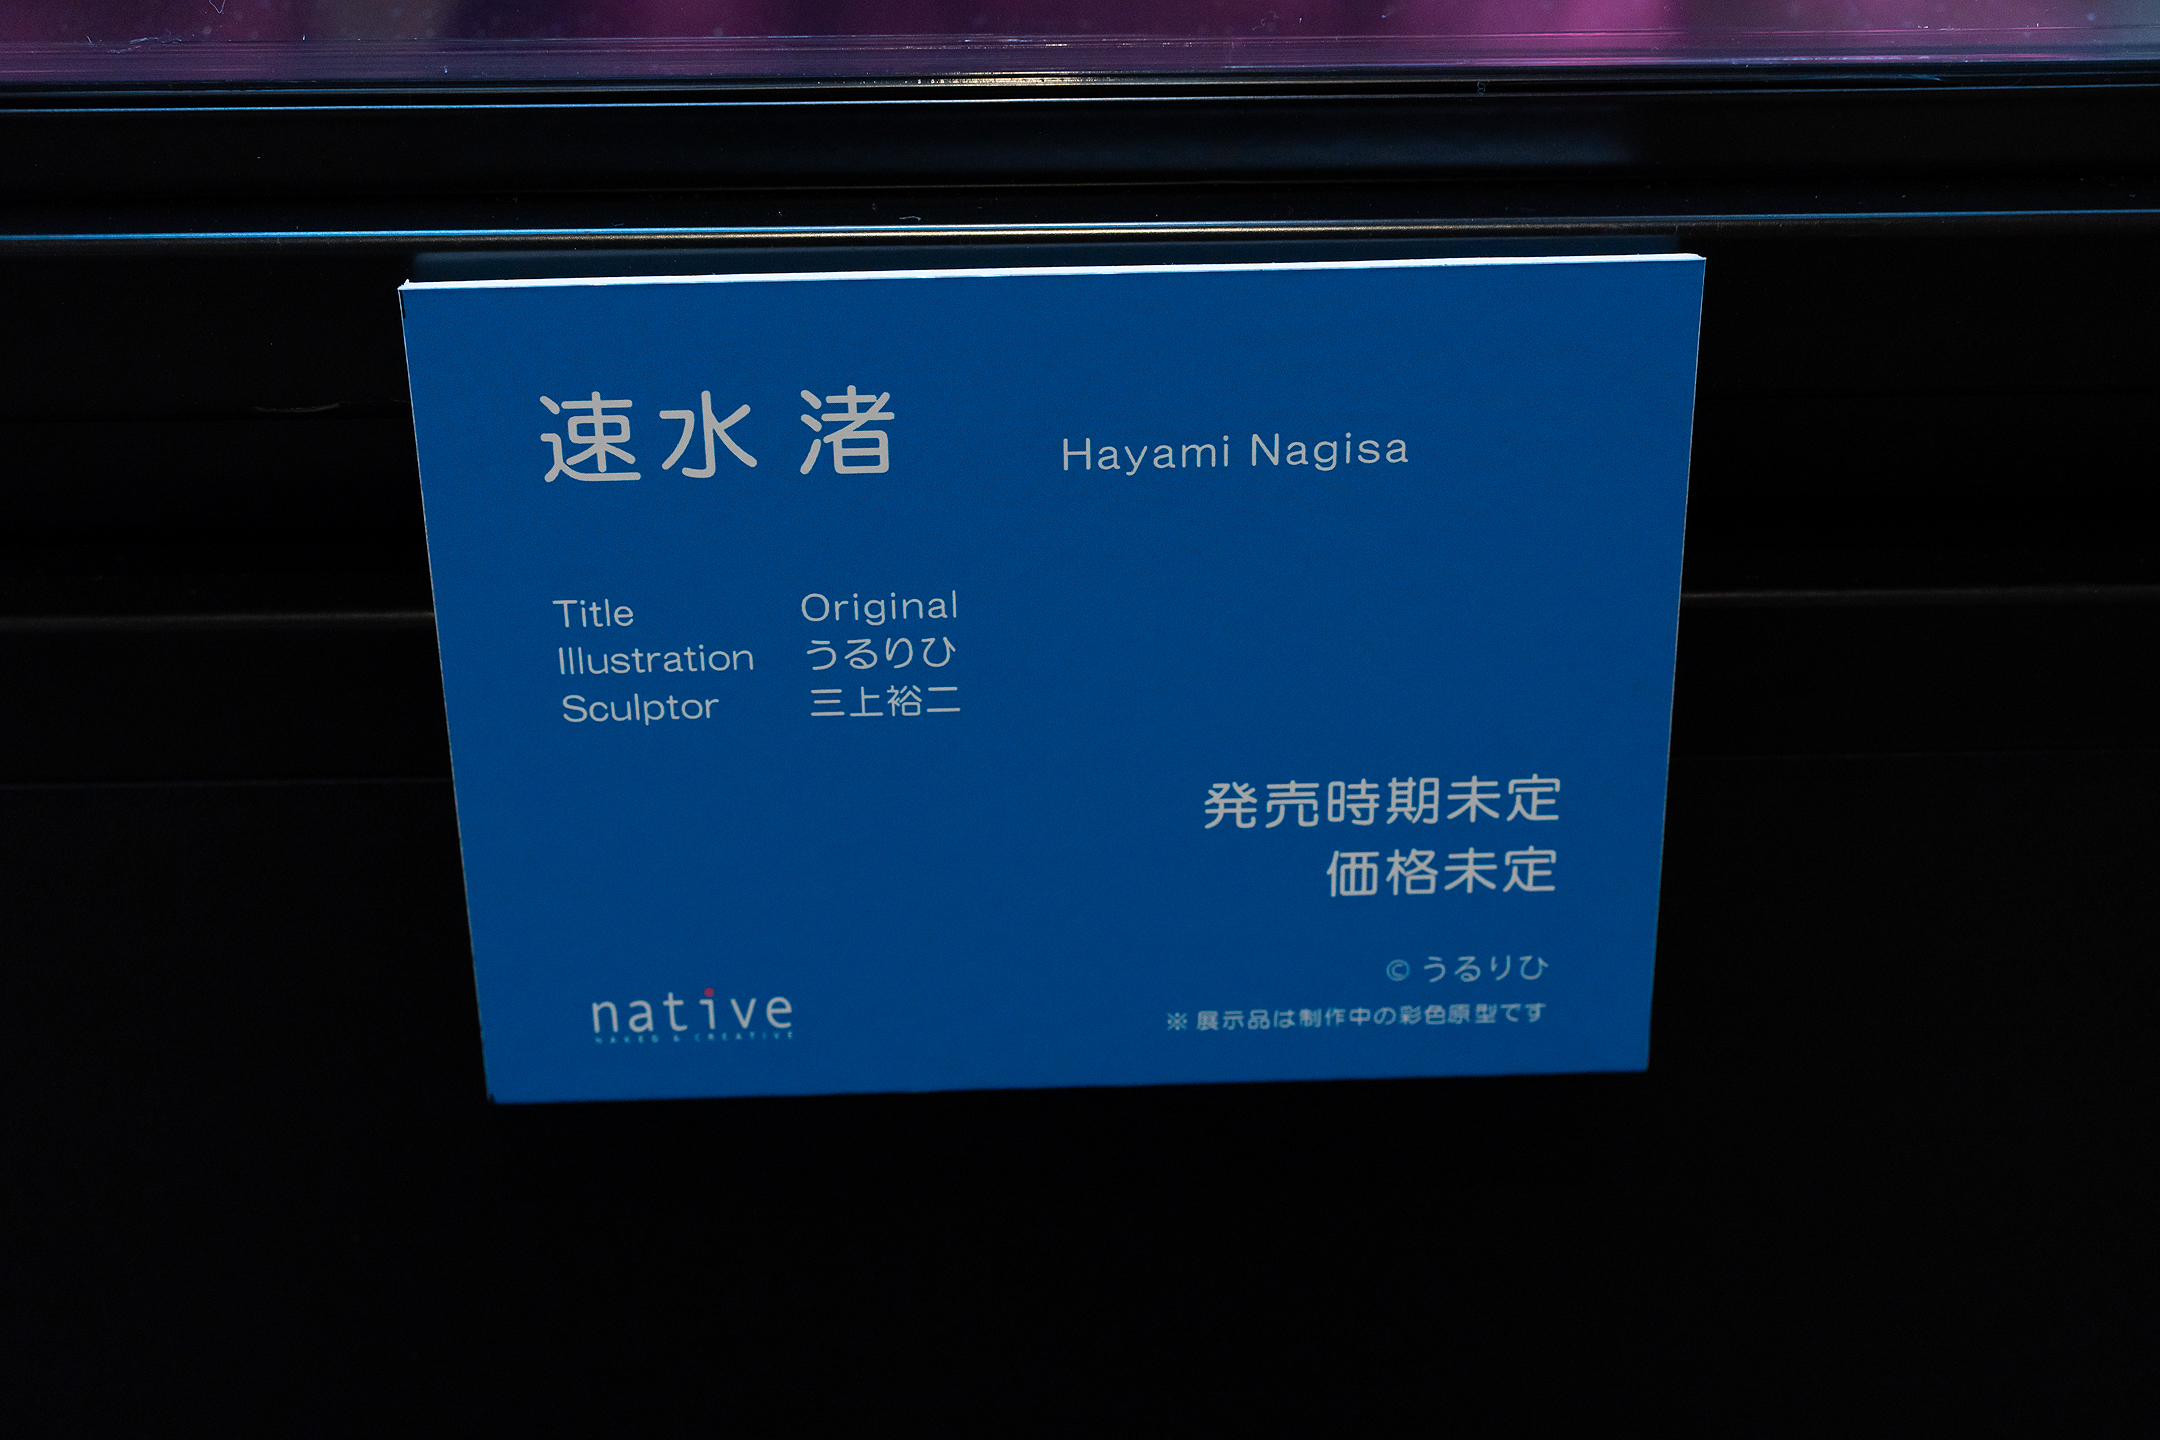 速水 渚 Hayami Nagisa
Title Original
Illustration うるりひ
Sculptor 三上裕二
発売時期未定
価格未定
© うるりひ
※ 展示品は制作中の彩色原型です
native
NAKED & CREATIVE